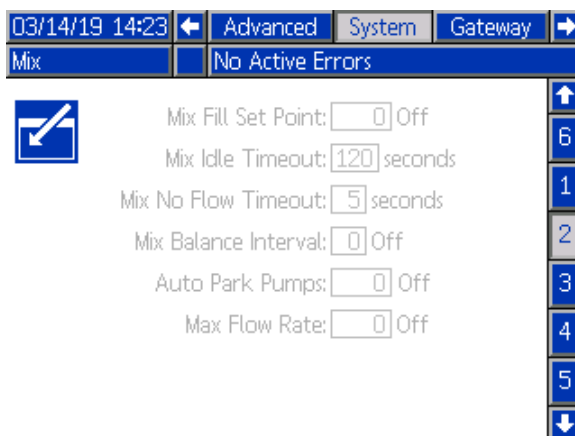 03/14/19 14:23 Advanced System Gateway
Mix No Active Errors
Mix Fill Set Point: 0 Off
6
Mix Idle Timeout: 120 seconds
1
Mix No Flow Timeout: 5 seconds
2
Mix Balance Interval: 0 Off
3
Auto Park Pumps: 0 Off
4
Max Flow Rate: 0 Off
5